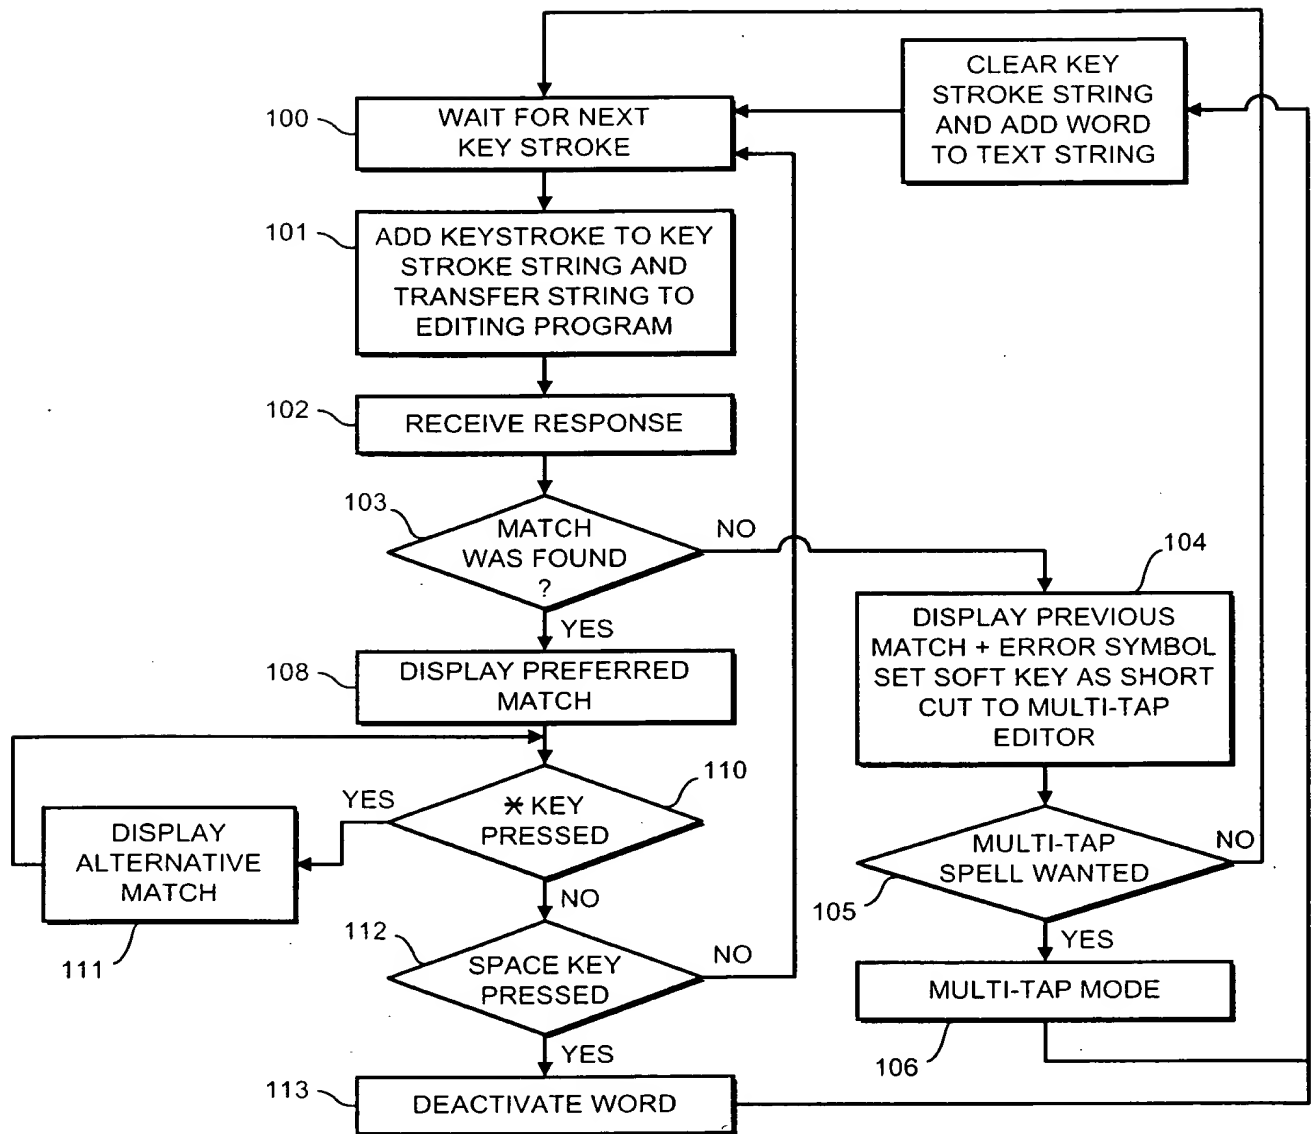 CLEAR KEY
STROKE STRING
AND ADD WORD
TO TEXT STRING
100
WAIT FOR NEXT
KEY STROKE
101
ADD KEYSTROKE TO KEY
STROKE STRING AND
TRANSFER STRING TO
EDITING PROGRAM
102
RECEIVE RESPONSE
103
MATCH
WAS FOUND
?
NO
YES
104
DISPLAY PREVIOUS
MATCH + ERROR SYMBOL
SET SOFT KEY AS SHORT
CUT TO MULTI-TAP
EDITOR
108
DISPLAY PREFERRED
MATCH
110
* KEY
PRESSED
YES
NO
DISPLAY
ALTERNATIVE
MATCH
111
MULTI-TAP
SPELL WANTED
NO
105
YES
112
SPACE KEY
PRESSED
NO
YES
MULTI-TAP MODE
106
113
DEACTIVATE WORD